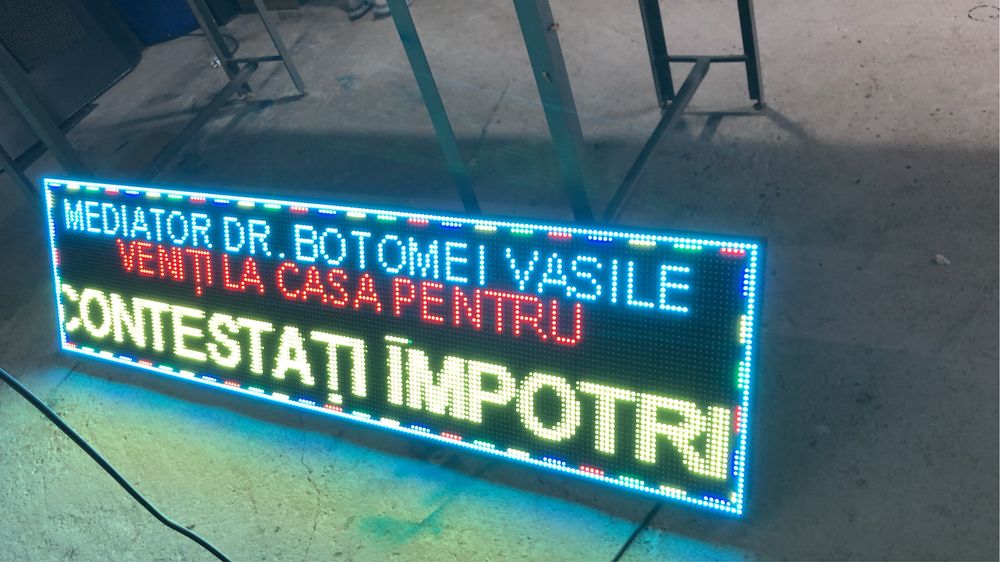 MEDIATOR DR. BOTOMEI VASILE
VENIȚI LA CASA PENTRU
CONTESTAȚI ÎMPOTRI